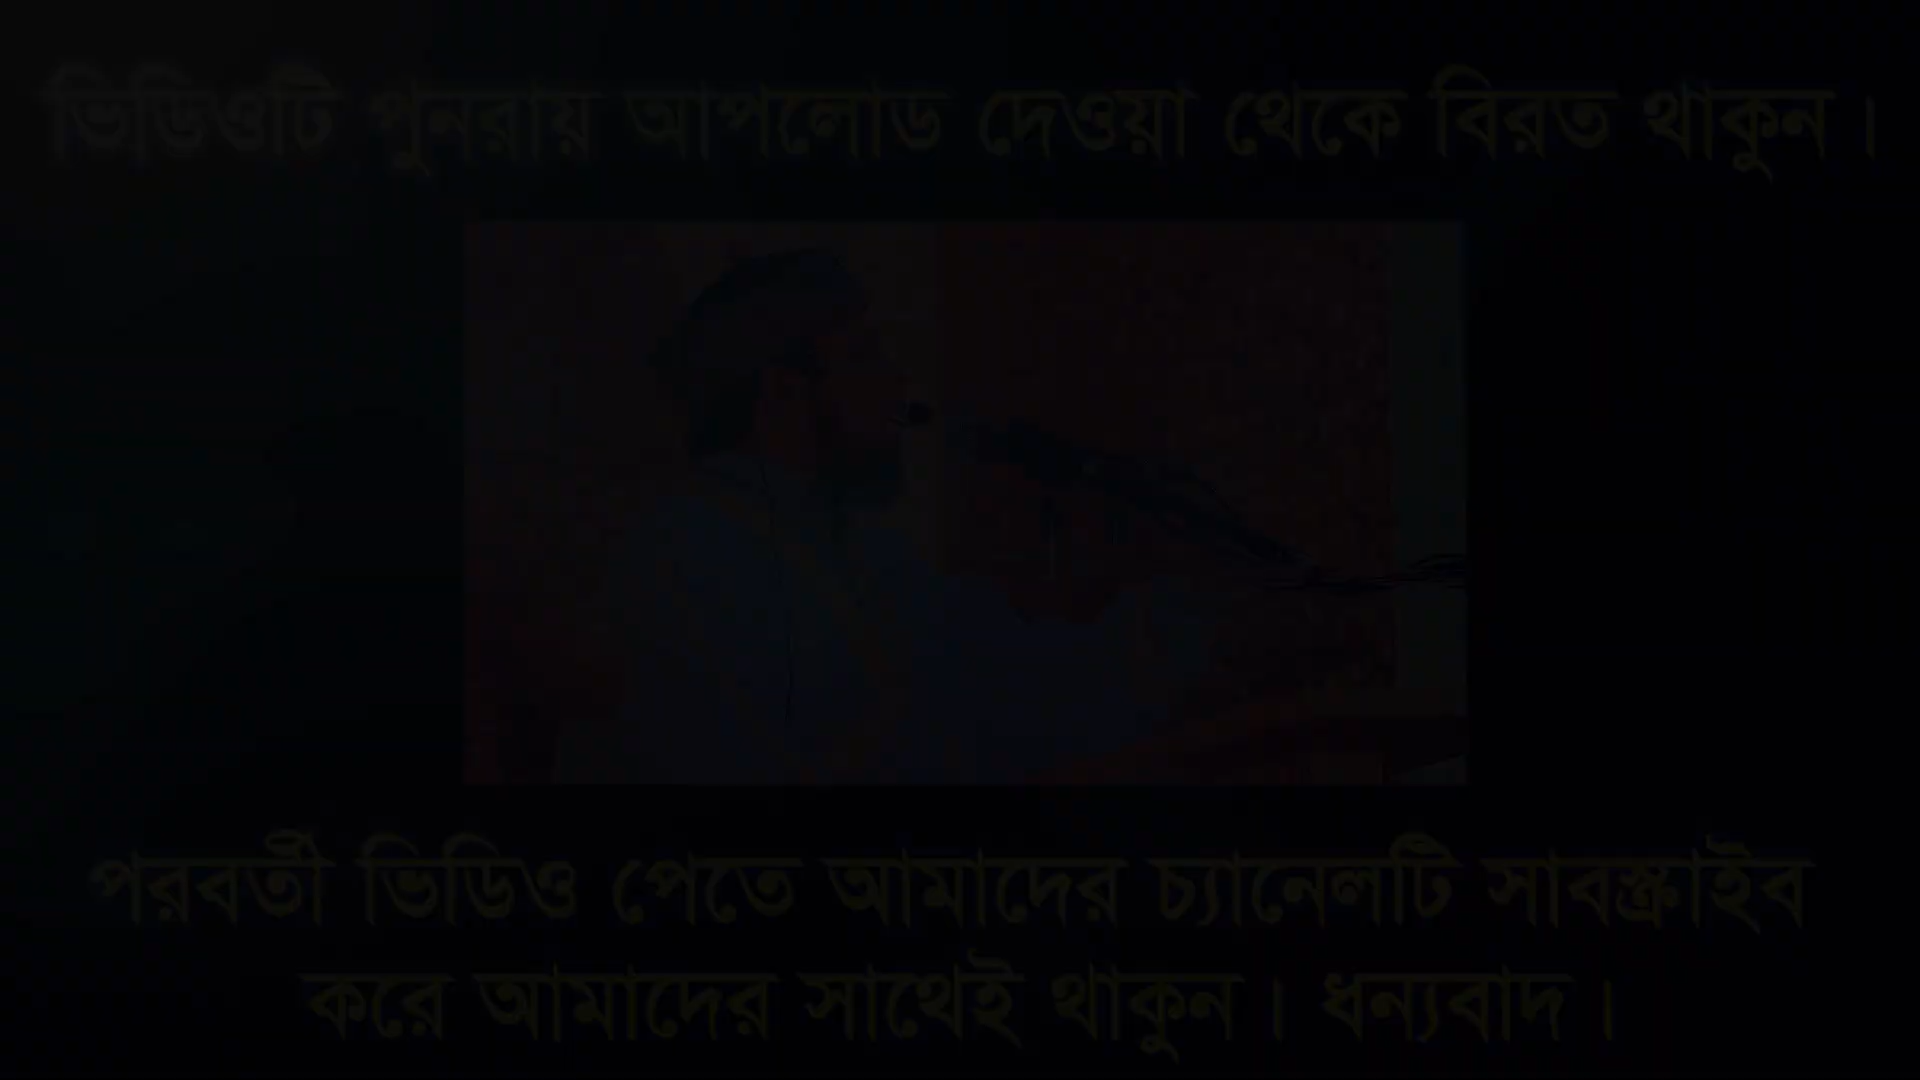 ভিডিওটি পুনরায় আপলোড দেওয়া থেকে বিরত থাকুন।
পরবর্তী ভিডিও পেতে আমাদের চ্যানেলটি সাবস্ক্রাইব
করে আমাদের সাথেই থাকুন। ধন্যবাদ।